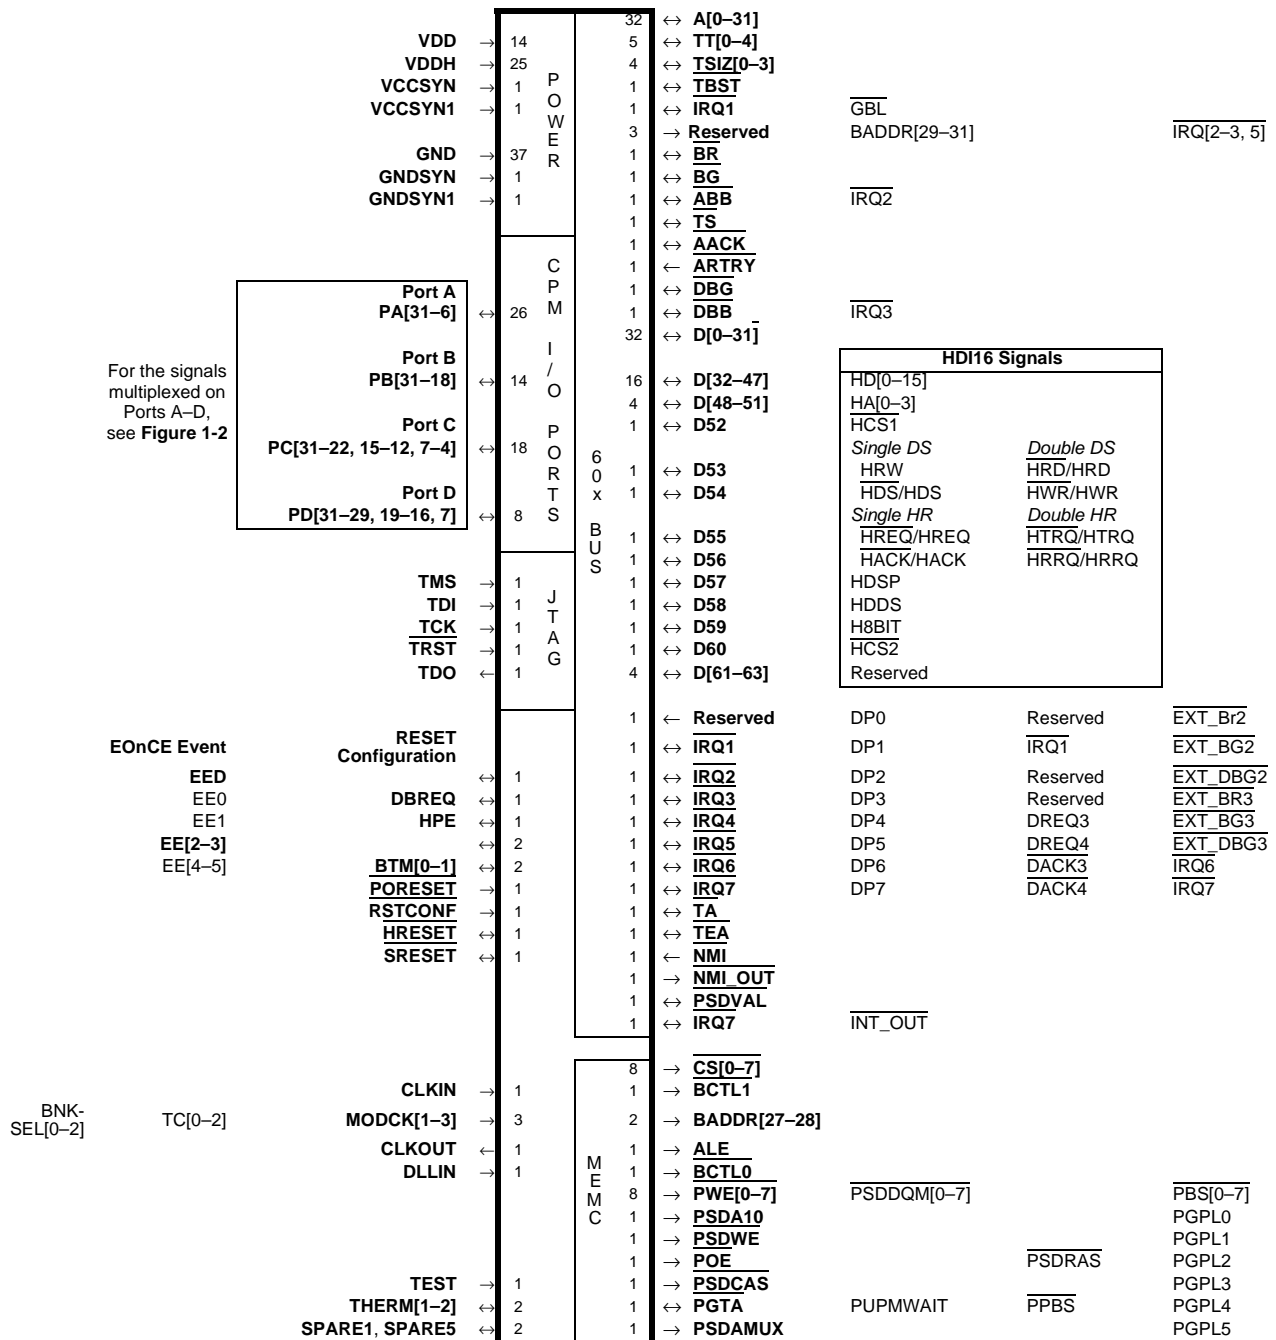 32 ↔ A[0–31]
VDD → 14 5 ↔ TT[0–4]
VDDH → 25 4 ↔ TSIZ[0–3]
VCCSYN → 1 1 ↔ TBST
VCCSYN1 → 1 1 ↔ IRQ1 GBL
3 → Reserved BADDR[29–31] IRQ[2–3, 5]
GND → 37 1 ↔ BR
GNDSYN → 1 1 ↔ BG
GNDSYN1 → 1 1 ↔ ABB IRQ2
POWER
1 ↔ TS
1 ↔ AACK
1 ← ARTRY
Port A 1 ↔ DBG
PA[31–6] ↔ 26 1 ↔ DBB IRQ3
32 ↔ D[0–31]
Port B HDI16 Signals
For the signals
multiplexed on
Ports A–D,
see Figure 1-2
PB[31–18] ↔ 14 16 ↔ D[32–47] HD[0–15]
4 ↔ D[48–51] HA[0–3]
Port C 1 ↔ D52 HCS1
PC[31–22, 15–12, 7–4] ↔ 18 Single DS Double DS
1 ↔ D53 HRW HRD/HRD
Port D 1 ↔ D54 HDS/HDS HWR/HWR
PD[31–29, 19–16, 7] ↔ 8 Single HR Double HR
CPM I/O PORTS
60x BUS
1 ↔ D55 HREQ/HREQ HTRQ/HTRQ
1 ↔ D56 HACK/HACK HRRQ/HRRQ
TMS → 1 1 ↔ D57 HDSP
TDI → 1 1 ↔ D58 HDDS
TCK → 1 1 ↔ D59 H8BIT
TRST → 1 1 ↔ D60 HCS2
TDO ← 1 4 ↔ D[61–63] Reserved
JTAG
1 ← Reserved DP0 Reserved EXT_Br2
EOnCE Event RESET
Configuration 1 ↔ IRQ1 DP1 IRQ1 EXT_BG2
EED ↔ 1 1 ↔ IRQ2 DP2 Reserved EXT_DBG2
EE0 DBREQ ↔ 1 1 ↔ IRQ3 DP3 Reserved EXT_BR3
EE1 HPE ↔ 1 1 ↔ IRQ4 DP4 DREQ3 EXT_BG3
EE[2–3] ↔ 2 1 ↔ IRQ5 DP5 DREQ4 EXT_DBG3
EE[4–5] BTM[0–1] ↔ 2 1 ↔ IRQ6 DP6 DACK3 IRQ6
PORESET → 1 1 ↔ IRQ7 DP7 DACK4 IRQ7
RSTCONF → 1 1 ↔ TA
HRESET ↔ 1 1 ↔ TEA
SRESET ↔ 1 1 ← NMI
1 → NMI_OUT
1 ↔ PSDVAL
1 ↔ IRQ7 INT_OUT
8 → CS[0–7]
CLKIN → 1 1 → BCTL1
BNK-
SEL[0–2] TC[0–2] MODCK[1–3] → 3 2 → BADDR[27–28]
CLKOUT ← 1 1 → ALE
DLLIN → 1 1 → BCTL0
MEMC
8 → PWE[0–7] PSDDQM[0–7] PBS[0–7]
1 → PSDA10 PGPL0
1 → PSDWE PGPL1
1 → POE PSDRAS PGPL2
TEST → 1 1 → PSDCAS PGPL3
THERM[1–2] ↔ 2 1 ↔ PGTA PUPMWAIT PPBS PGPL4
SPARE1, SPARE5 ↔ 2 1 → PSDAMUX PGPL5